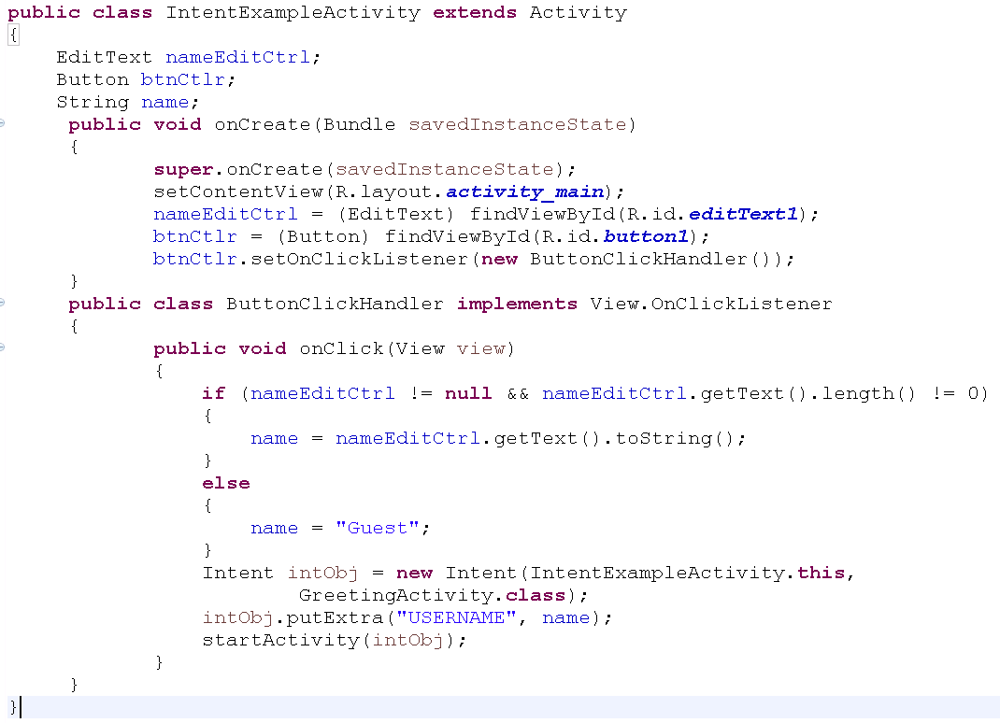 public class IntentExampleActivity extends Activity
{
    EditText nameEditCtrl;
    Button btnCtlr;
    String name;
     public void onCreate(Bundle savedInstanceState)
     {
            super.onCreate(savedInstanceState);
            setContentView(R.layout.activity_main);
            nameEditCtrl = (EditText) findViewById(R.id.editText1);
            btnCtlr = (Button) findViewById(R.id.button1);
            btnCtlr.setOnClickListener(new ButtonClickHandler());
     }
     public class ButtonClickHandler implements View.OnClickListener
     {
            public void onClick(View view)
            {
                if (nameEditCtrl != null && nameEditCtrl.getText().length() != 0)
                {
                    name = nameEditCtrl.getText().toString();
                }
                else
                {
                    name = "Guest";
                }
                Intent intObj = new Intent(IntentExampleActivity.this,
                        GreetingActivity.class);
                intObj.putExtra("USERNAME", name);
                startActivity(intObj);
            }
     }
}